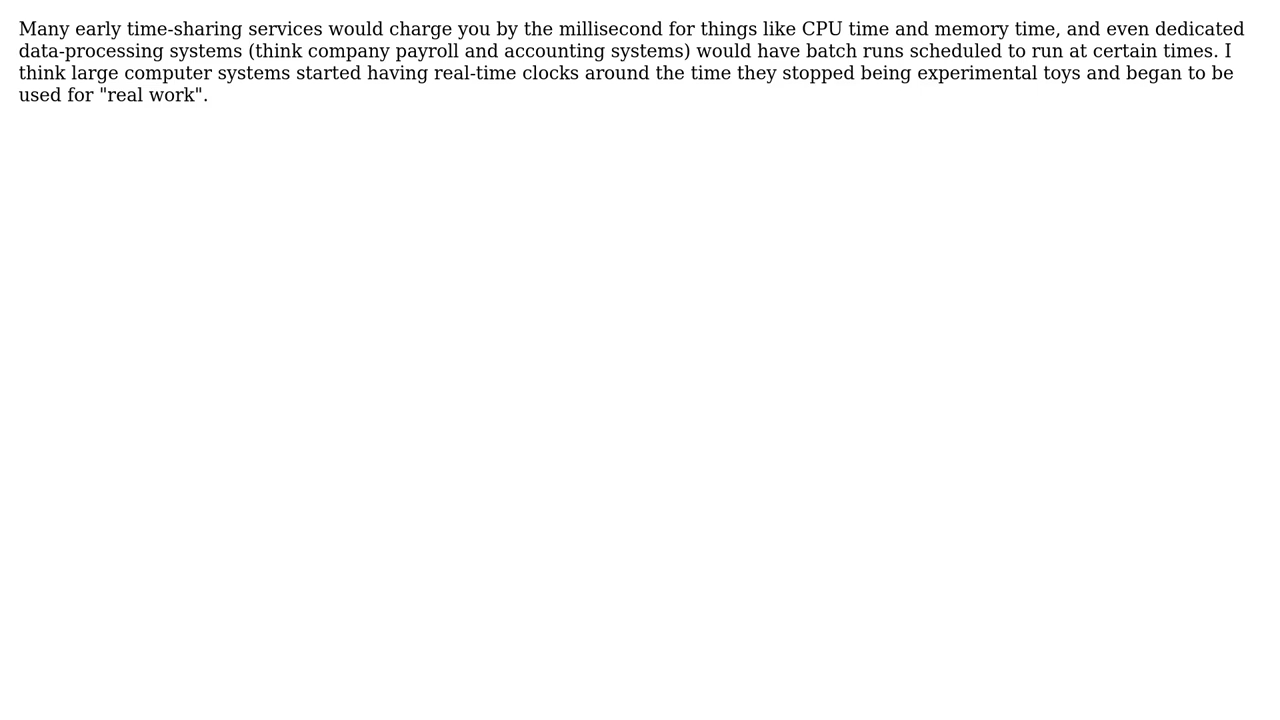 Many early time-sharing services would charge you by the millisecond for things like CPU time and memory time, and even dedicated
data-processing systems (think company payroll and accounting systems) would have batch runs scheduled to run at certain times. I
think large computer systems started having real-time clocks around the time they stopped being experimental toys and began to be
used for "real work".